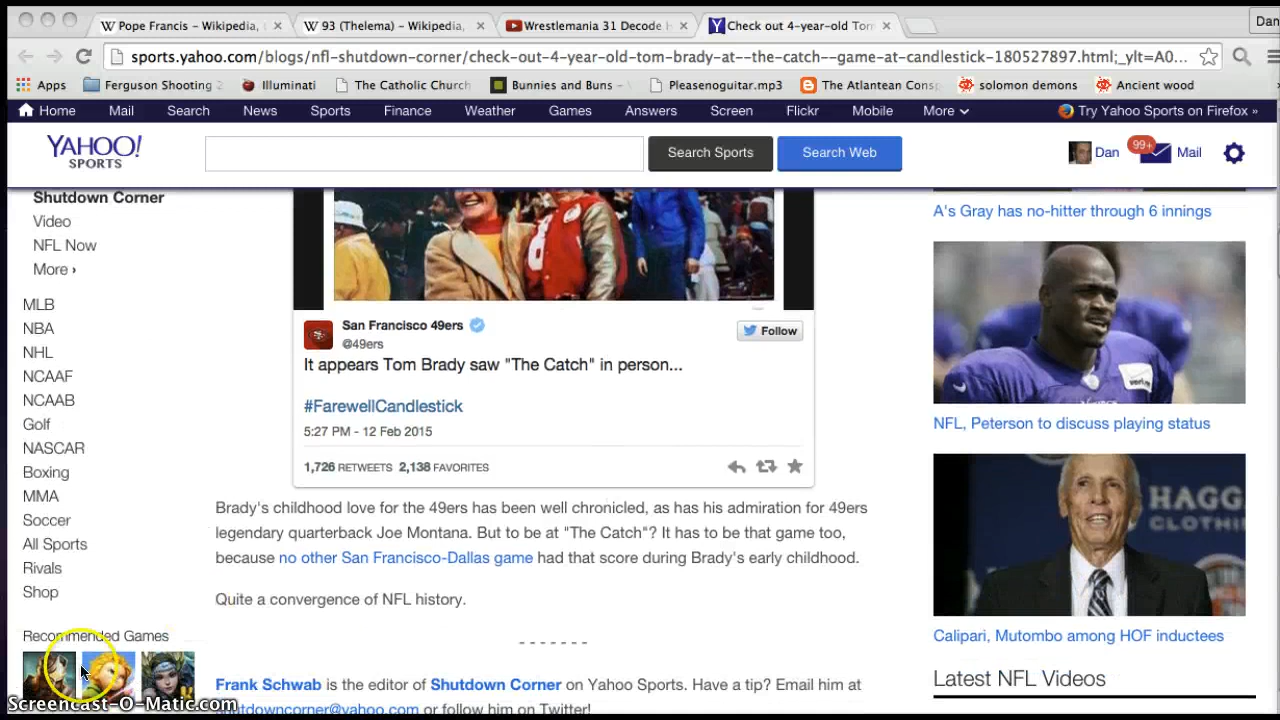 Pope Francis – Wikipedia,
93 (Thelema) – Wikipedia,
Wrestlemania 31 Decode
Check out 4-year-old Tom
Dan
sports.yahoo.com/blogs/nfl-shutdown-corner/check-out-4-year-old-tom-brady-at--the-catch--game-at-candlestick-180527897.html;_ylt=A0...
Apps
Ferguson Shooting 2
Illuminati
The Catholic Church
Bunnies and Buns -
Pleasenoguitar.mp3
The Atlantean Consp
solomon demons
Ancient wood
Home
Mail
Search
News
Sports
Finance
Weather
Games
Answers
Screen
Flickr
Mobile
More
Try Yahoo Sports on Firefox »
YAHOO!
SPORTS
Search Sports
Search Web
Dan
99+
Mail
Shutdown Corner
Video
NFL Now
More ›
MLB
NBA
NHL
NCAAF
NCAAB
Golf
NASCAR
Boxing
MMA
Soccer
All Sports
Rivals
Shop
Recommended Games
San Francisco 49ers
@49ers
Follow
It appears Tom Brady saw "The Catch" in person...
#FarewellCandlestick
5:27 PM - 12 Feb 2015
1,726 RETWEETS 2,138 FAVORITES
Brady's childhood love for the 49ers has been well chronicled, as has his admiration for 49ers
legendary quarterback Joe Montana. But to be at "The Catch"? It has to be that game too,
because no other San Francisco-Dallas game had that score during Brady's early childhood.
Quite a convergence of NFL history.
- - - - - - -
Frank Schwab is the editor of Shutdown Corner on Yahoo Sports. Have a tip? Email him at
shutdowncorner@yahoo.com or follow him on Twitter!
A's Gray has no-hitter through 6 innings
verizon
NFL, Peterson to discuss playing status
HAGG
CLOTHIN
Calipari, Mutombo among HOF inductees
Latest NFL Videos
Screencast-O-Matic.com